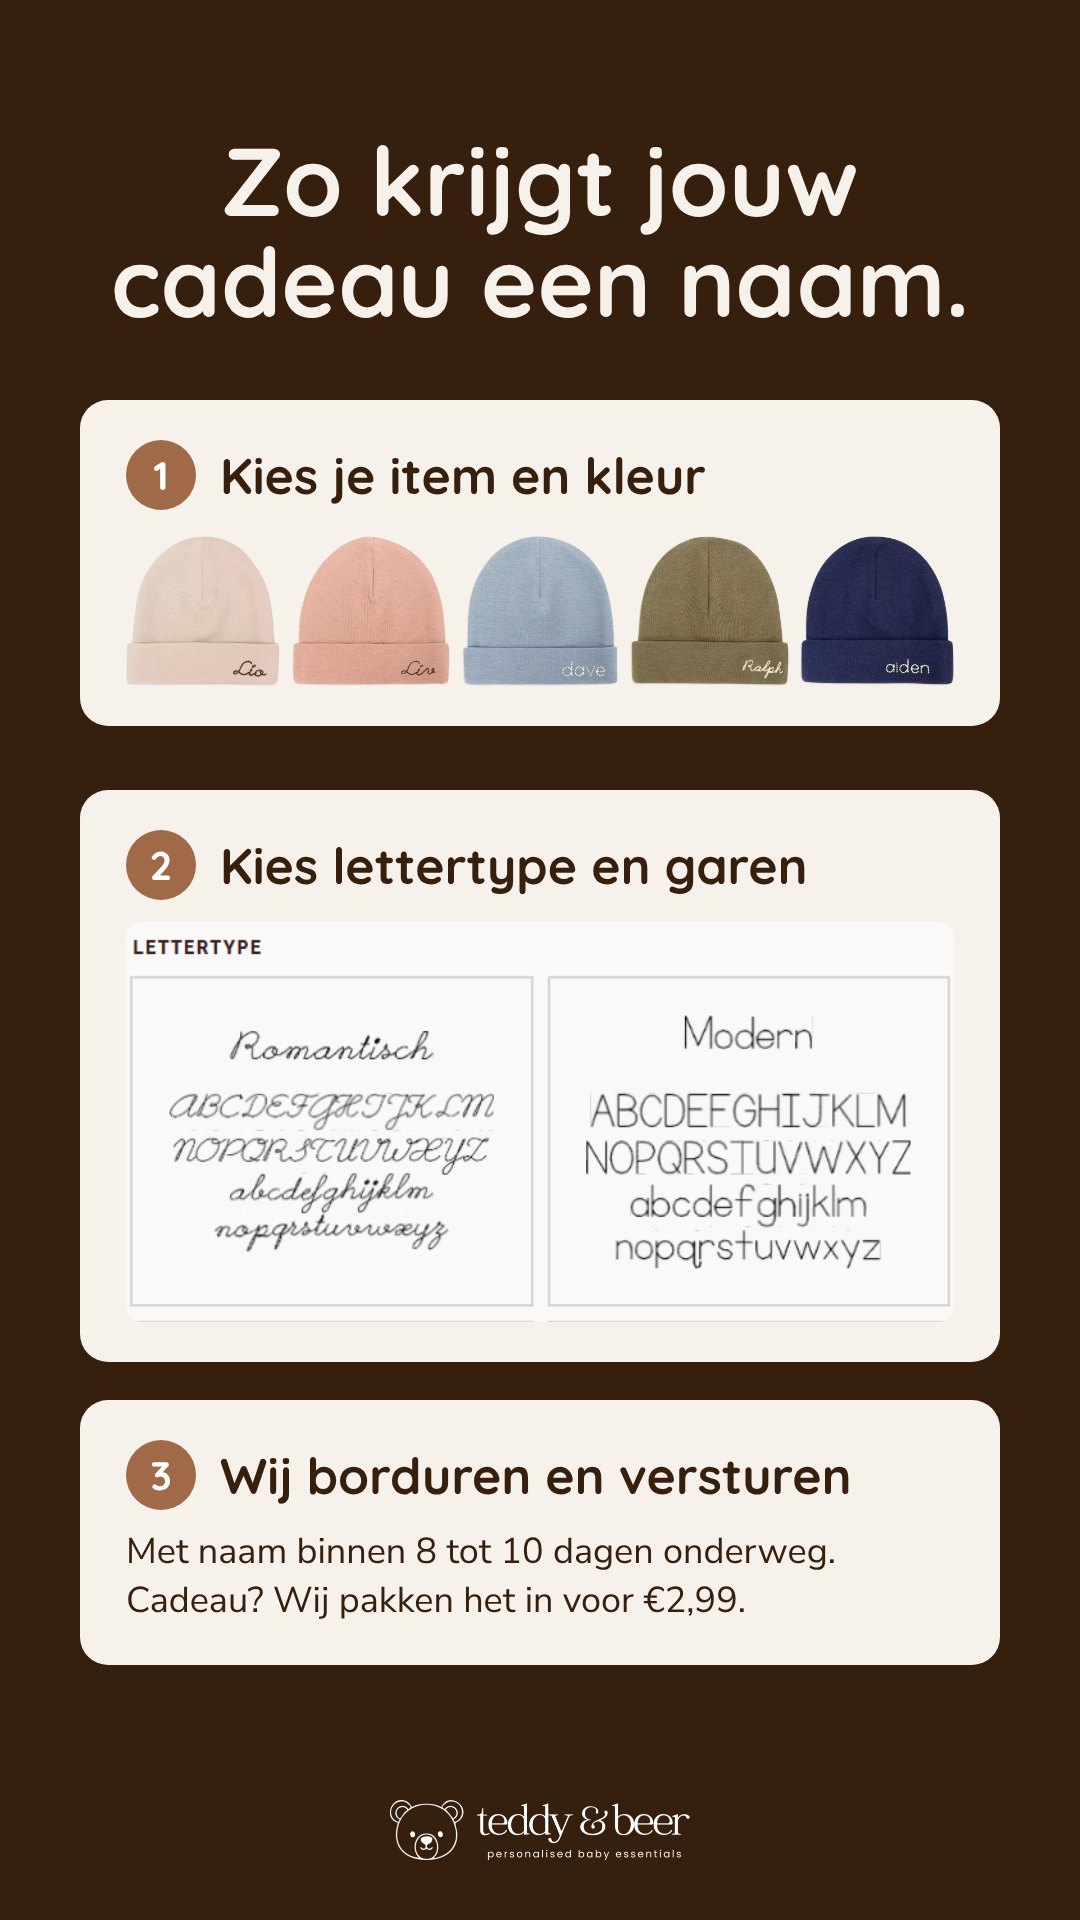 Zo krijgt jouw
cadeau een naam.
1 Kies je item en kleur
Lio
Liv
dave
Ralph
aiden
2 Kies lettertype en garen
LETTERTYPE
Romantisch
ABCDEFGHIJKLM
NOPQRSTUVWXYZ
abcdefghijklm
nopqrstuvwxyz
Modern
ABCDEFGHIJKLM
NOPQRSTUVWXYZ
abcdefghijklm
nopqrstuvwxyz
3 Wij borduren en versturen
Met naam binnen 8 tot 10 dagen onderweg.
Cadeau? Wij pakken het in voor €2,99.
teddy & beer
personalised baby essentials